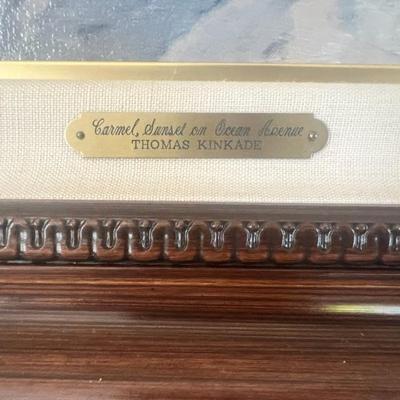 Carmel, Sunset on Ocean Avenue
THOMAS KINKADE